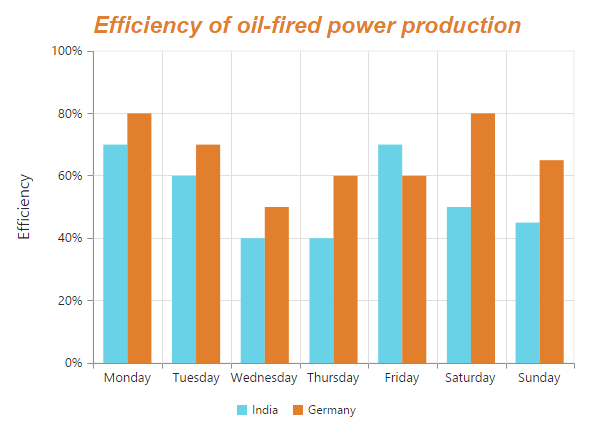 Efficiency of oil-fired power production
100%
80%
60%
40%
20%
0%
Efficiency
Monday Tuesday Wednesday Thursday Friday Saturday Sunday
India Germany